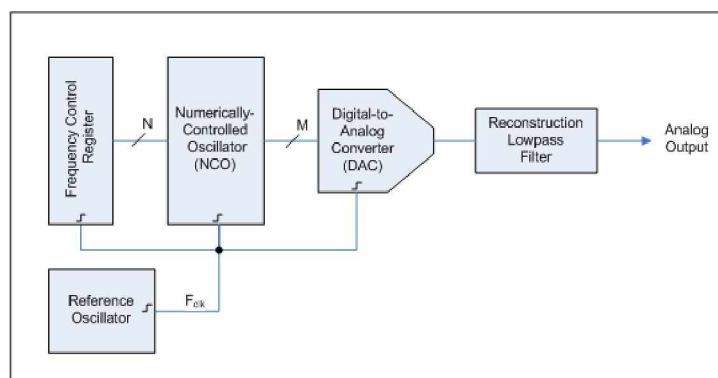 Frequency Control
Register
N
Numerically-
Controlled
Oscillator
(NCO)
M
Digital-to-
Analog
Converter
(DAC)
Reconstruction
Lowpass
Filter
Analog
Output
Reference
Oscillator
Fclk